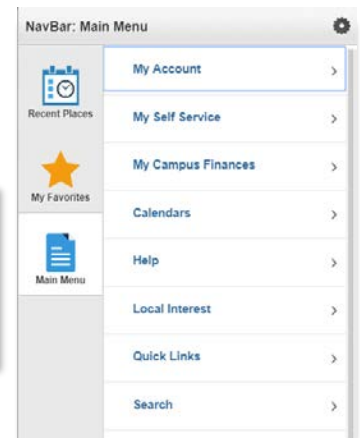 NavBar: Main Menu
Recent Places
My Favorites
Main Menu
My Account
My Self Service
My Campus Finances
Calendars
Help
Local Interest
Quick Links
Search